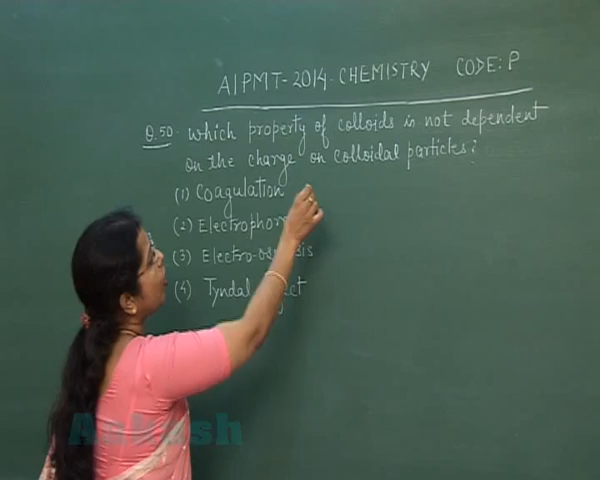 AIPMT-2014-CHEMISTRY CODE: P
Q.50. Which property of colloids is not dependent
on the charge on colloidal particles?
(1) Coagulation
(2)
(3)
(4) Tyndal
Aakash